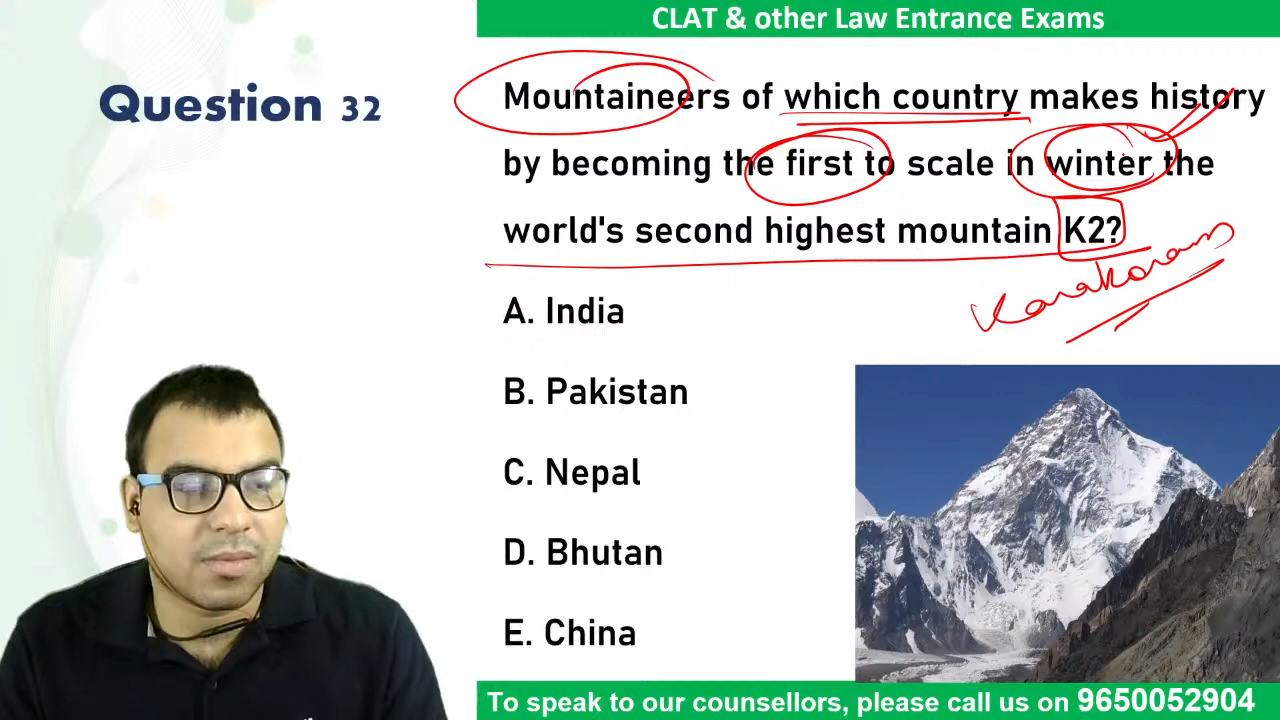 CLAT & other Law Entrance Exams
Question 32
Mountaineers of which country makes history
by becoming the first to scale in winter the
world's second highest mountain K2?
Karakoram
A. India
B. Pakistan
C. Nepal
D. Bhutan
E. China
To speak to our counsellors, please call us on 9650052904